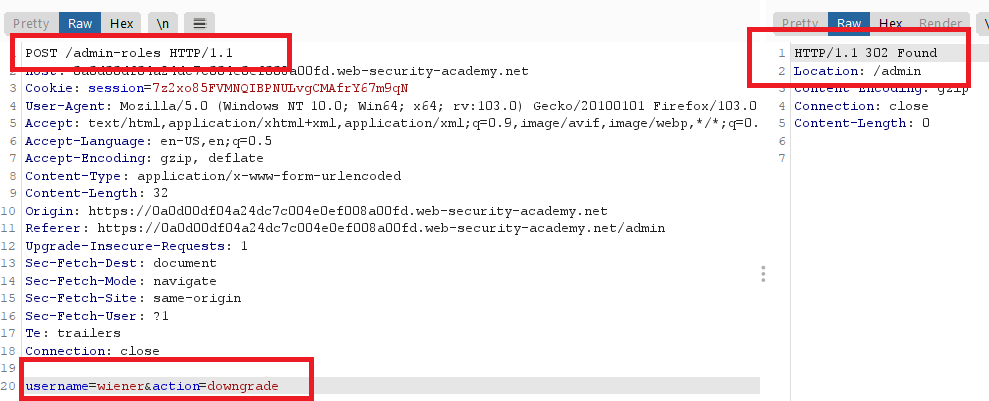 Pretty Raw Hex \n
POST /admin-roles HTTP/1.1
2 Host: 0a0d00df04a24dc7c004e0ef008a00fd.web-security-academy.net
3 Cookie: session=7z2xo85FVMNQIBPNULvgCMAfrY67m9qN
4 User-Agent: Mozilla/5.0 (Windows NT 10.0; Win64; x64; rv:103.0) Gecko/20100101 Firefox/103.0
5 Accept: text/html,application/xhtml+xml,application/xml;q=0.9,image/avif,image/webp,*/*;q=0.
6 Accept-Language: en-US,en;q=0.5
7 Accept-Encoding: gzip, deflate
8 Content-Type: application/x-www-form-urlencoded
9 Content-Length: 32
10 Origin: https://0a0d00df04a24dc7c004e0ef008a00fd.web-security-academy.net
11 Referer: https://0a0d00df04a24dc7c004e0ef008a00fd.web-security-academy.net/admin
12 Upgrade-Insecure-Requests: 1
13 Sec-Fetch-Dest: document
14 Sec-Fetch-Mode: navigate
15 Sec-Fetch-Site: same-origin
16 Sec-Fetch-User: ?1
17 Te: trailers
18 Connection: close
19
20 username=wiener&action=downgrade
Pretty Raw Hex Render
1 HTTP/1.1 302 Found
2 Location: /admin
3 Content-Encoding: gzip
4 Connection: close
5 Content-Length: 0
6
7